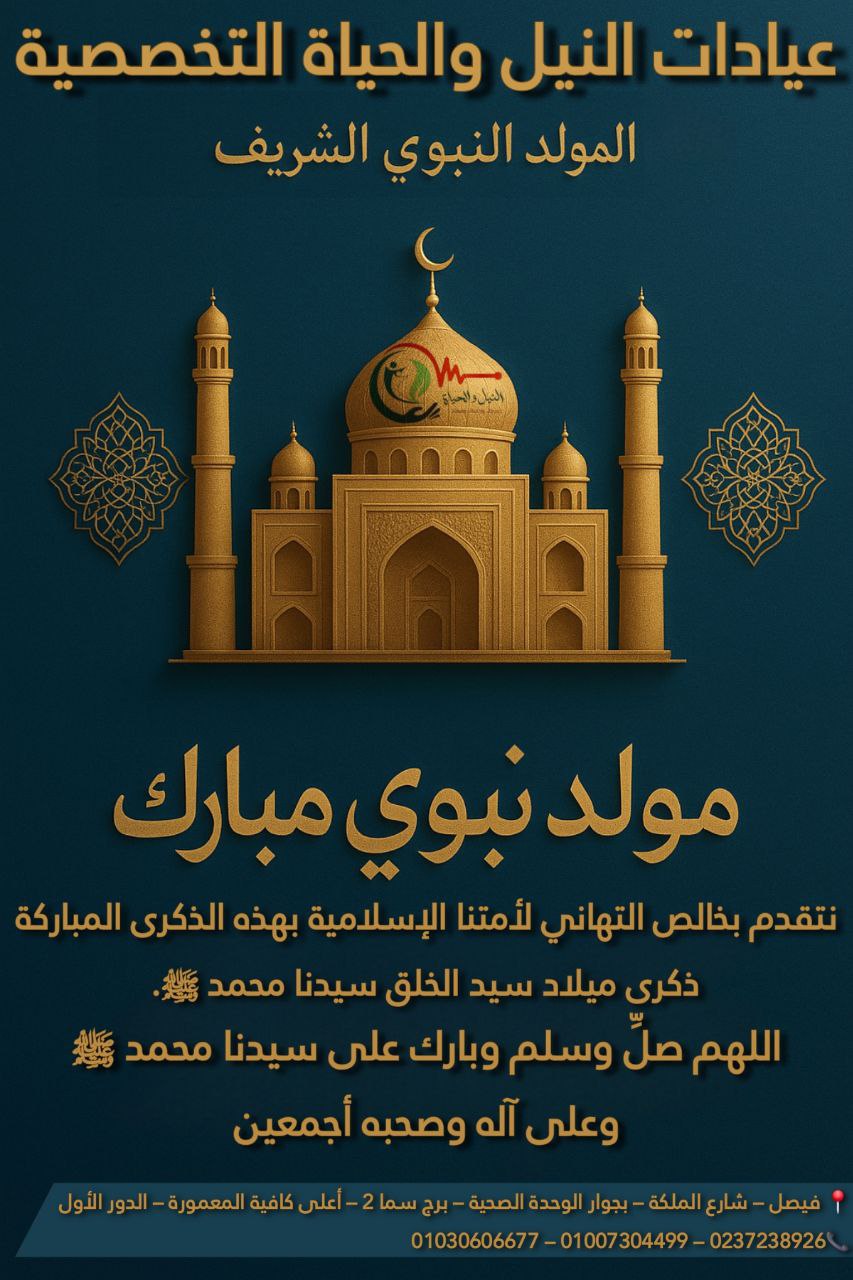 عيادات النيل والحياة التخصصية
المولد النبوي الشريف
النيل والحياة
مولد نبوي مبارك
نتقدم بخالص التهاني لأمتنا الإسلامية بهذه الذكرى المباركة
ذكرى ميلاد سيد الخلق سيدنا محمد ﷺ.
اللهم صلِّ وسلم وبارك على سيدنا محمد ﷺ
وعلى آله وصحبه أجمعين
📍 فيصل – شارع الملكة – بجوار الوحدة الصحية – برج سما 2 – أعلى كافية المعمورة – الدور الأول
📞0237238926 – 01007304499 – 01030606677